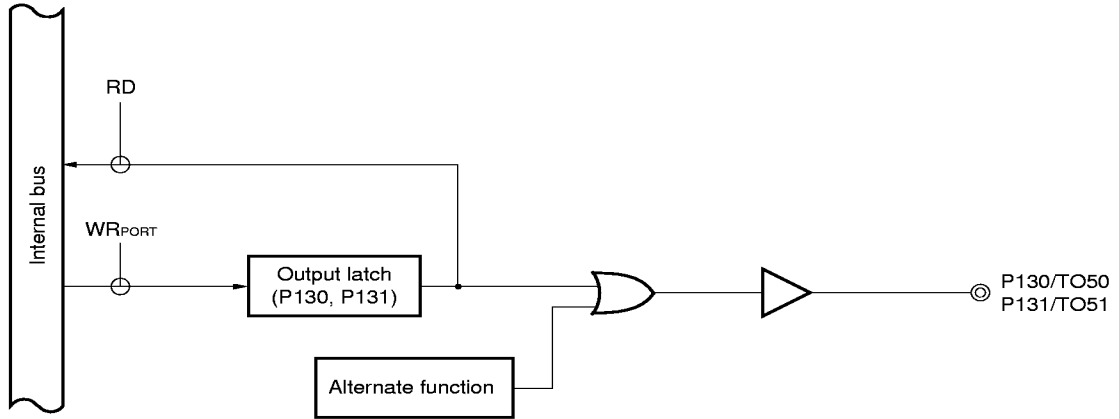 RD
Internal bus
WRPORT
Output latch
(P130, P131)
P130/TO50
P131/TO51
Alternate function